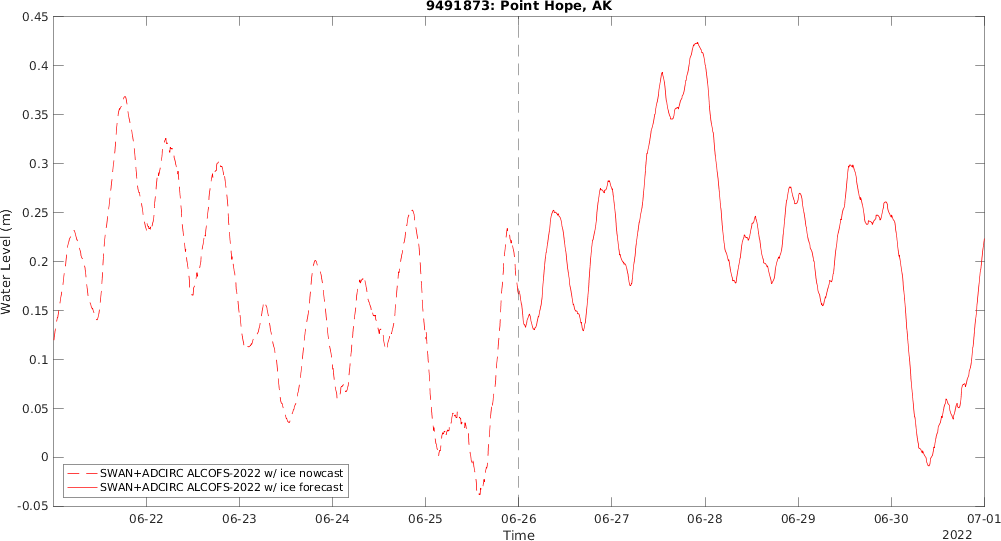 9491873: Point Hope, AK
0.45
0.4
0.35
0.3
0.25
0.2
0.15
0.1
0.05
0
-0.05
Water Level (m)
SWAN+ADCIRC ALCOFS-2022 w/ ice nowcast
SWAN+ADCIRC ALCOFS-2022 w/ ice forecast
06-22 06-23 06-24 06-25 06-26 06-27 06-28 06-29 06-30 07-01
Time
2022